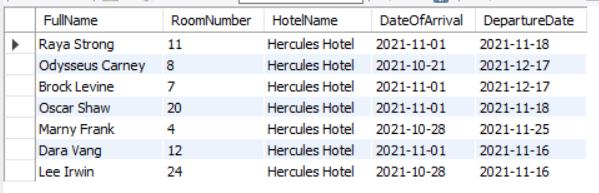 FullName RoomNumber HotelName DateOfArrival DepartureDate
Raya Strong 11 Hercules Hotel 2021-11-01 2021-11-18
Odysseus Carney 8 Hercules Hotel 2021-10-21 2021-12-17
Brock Levine 7 Hercules Hotel 2021-11-01 2021-12-17
Oscar Shaw 20 Hercules Hotel 2021-11-01 2021-11-18
Marny Frank 4 Hercules Hotel 2021-10-28 2021-11-25
Dara Vang 12 Hercules Hotel 2021-11-01 2021-11-16
Lee Irwin 24 Hercules Hotel 2021-10-28 2021-11-16